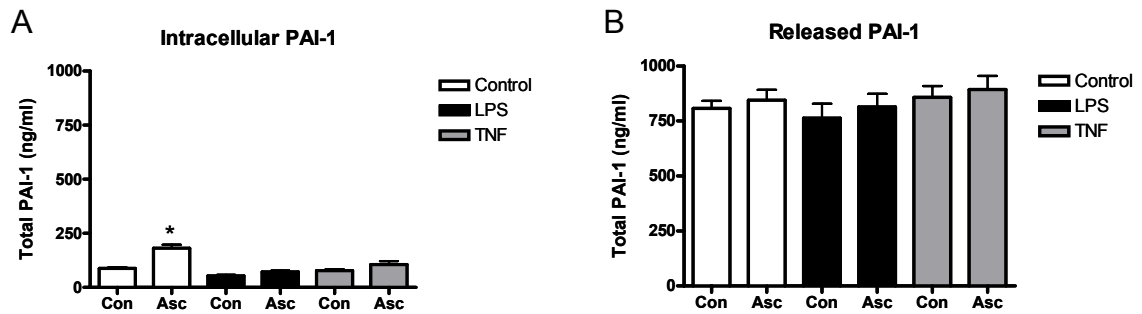 A
Intracellular PAI-1
Total PAI-1 (ng/ml)
1000
750
500
250
0
*
Con Asc Con Asc Con Asc
Control
LPS
TNF
B
Released PAI-1
Total PAI-1 (ng/ml)
1000
750
500
250
0
Con Asc Con Asc Con Asc
Control
LPS
TNF